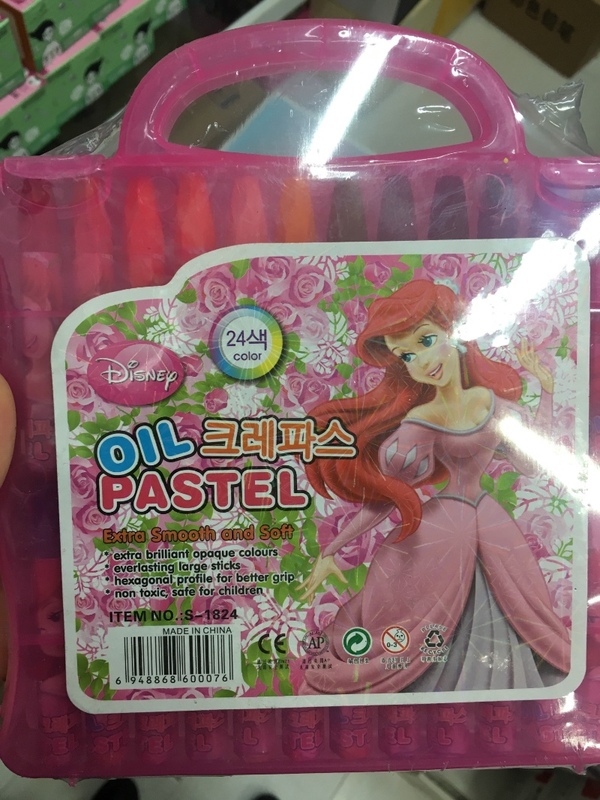 24색
color
Disney
OIL 크레파스
PASTEL
Extra Smooth and Soft
* extra brilliant opaque colours
* everlasting large sticks
* hexagonal profile for better grip
* non toxic, safe for children
ITEM NO.:S-1824
MADE IN CHINA
6 948868 600076
CE AP 0-3